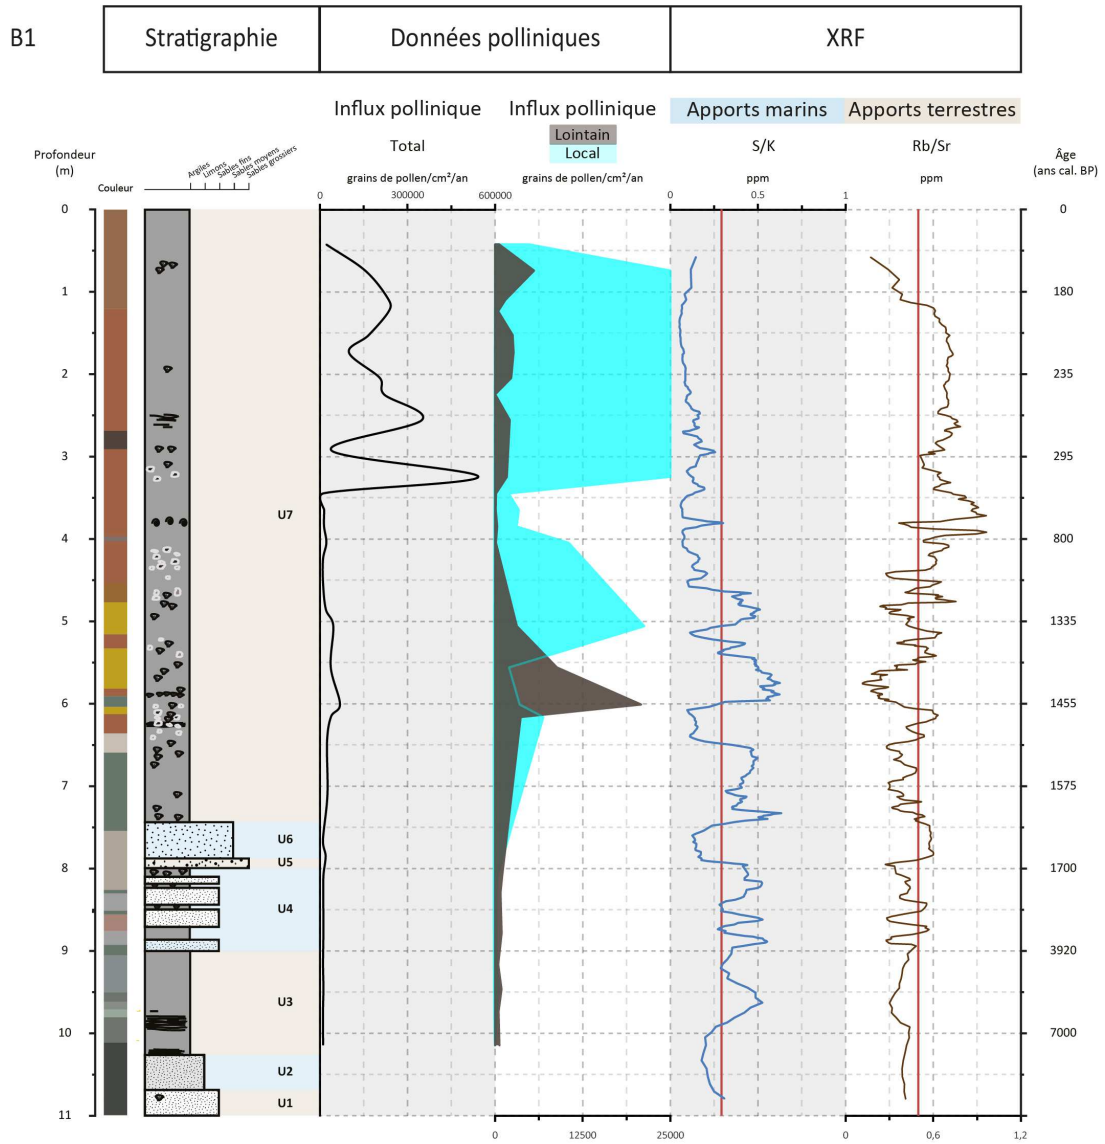 B1
Stratigraphie
Données polliniques
XRF
Influx pollinique
Influx pollinique
Apports marins
Apports terrestres
Lointain
Local
Total
S/K
Rb/Sr
Profondeur
(m)
Couleur
Argiles
Limons
Sables fins
Sables moyens
Sables grossiers
grains de pollen/cm²/an
grains de pollen/cm²/an
ppm
ppm
Âge
(ans cal. BP)
0 300000 600000
0 0.5 1
0 0
1 180
2 235
3 295
U7
4 800
5 1335
6 1455
7 1575
U6
U5
8 1700
U4
9 3920
U3
10 7000
U2
U1
11
0 12500 25000
0 0,6 1,2